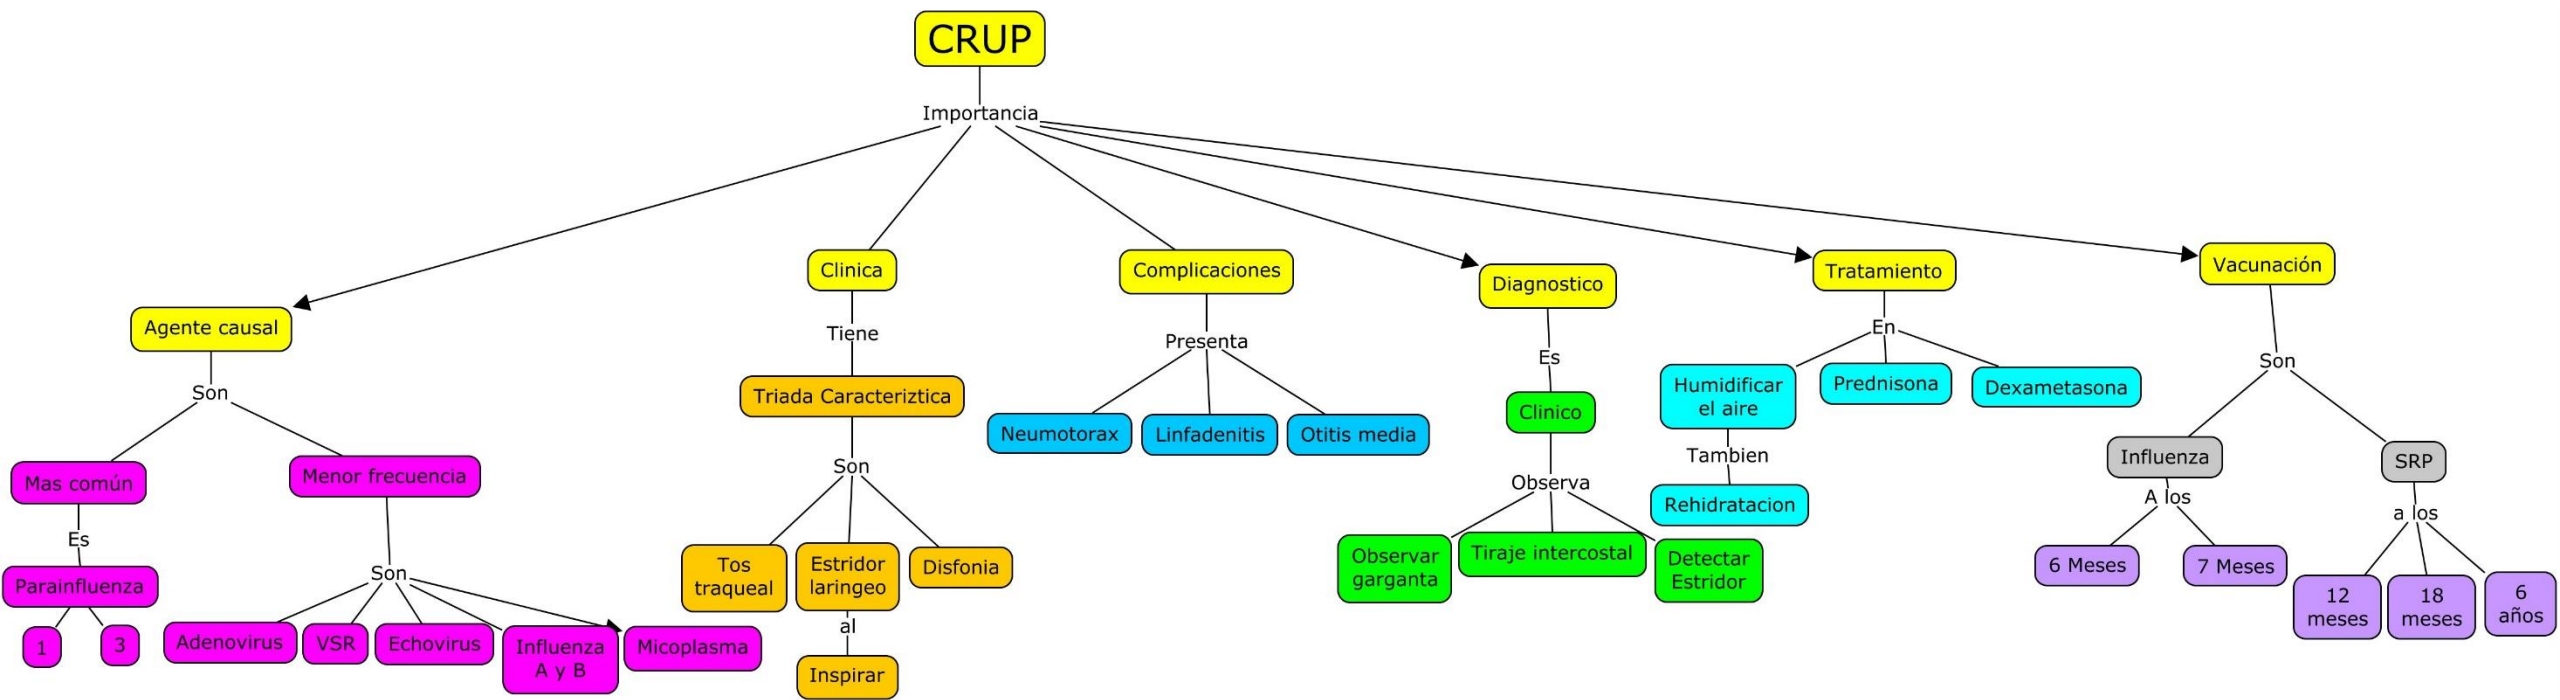 CRUP
Importancia
Agente causal
Son
Mas común
Es
Parainfluenza
1
3
Menor frecuencia
Son
Adenovirus
VSR
Echovirus
Influenza
A y B
Micoplasma
Clinica
Tiene
Triada Caracteriztica
Son
Tos
traqueal
Estridor
laringeo
al
Inspirar
Disfonia
Complicaciones
Presenta
Neumotorax
Linfadenitis
Otitis media
Diagnostico
Es
Clinico
Observa
Observar
garganta
Tiraje intercostal
Detectar
Estridor
Tratamiento
En
Humidificar
el aire
Tambien
Rehidratacion
Prednisona
Dexametasona
Vacunación
Son
Influenza
A los
6 Meses
7 Meses
SRP
a los
12
meses
18
meses
6
años